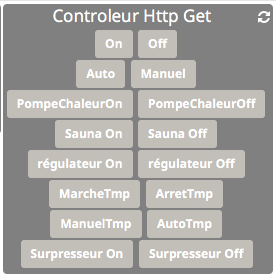 Controleur Http Get
On Off
Auto Manuel
PompeChaleurOn PompeChaleurOff
Sauna On Sauna Off
régulateur On régulateur Off
MarcheTmp ArretTmp
ManuelTmp AutoTmp
Surpresseur On Surpresseur Off